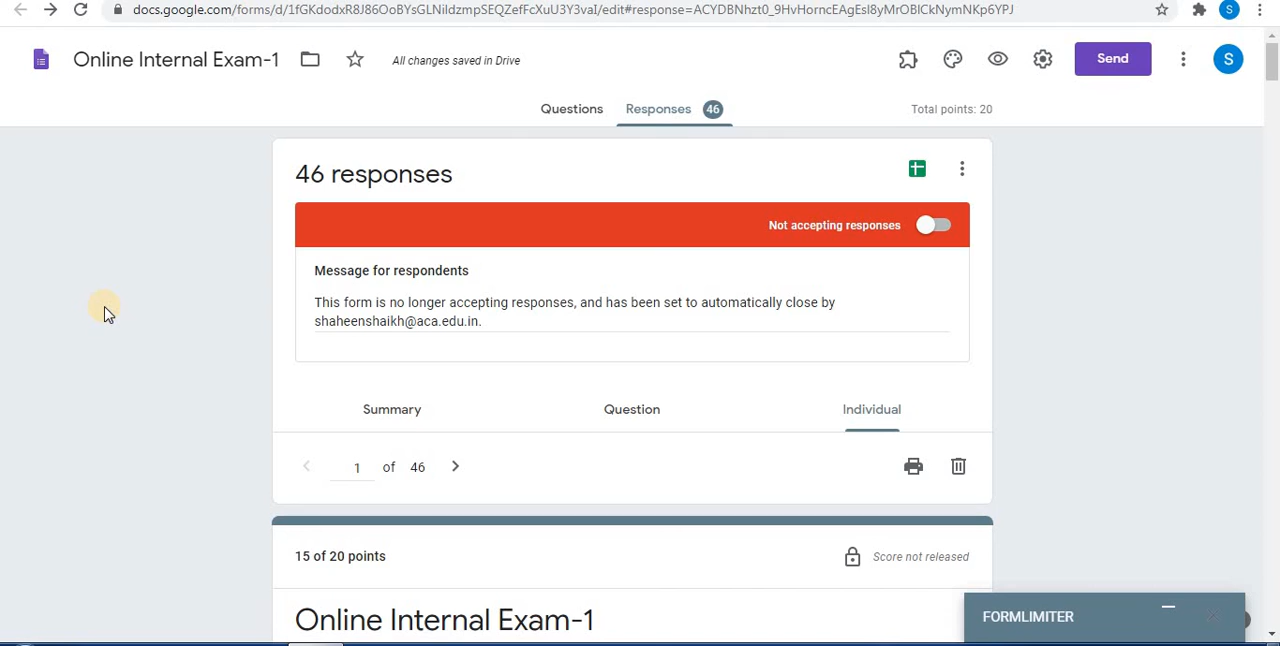 docs.google.com/forms/d/1fGKdodxR8J86OoBYsGLNildzmpSEQZefFcXuU3Y3vaI/edit#response=ACYDBNhzt0_9HvHorncEAgEsI8yMrOBlCkNymNKp6YPJ
S
Online Internal Exam-1
All changes saved in Drive
Send
S
Questions
Responses
46
Total points: 20
46 responses
Not accepting responses
Message for respondents
This form is no longer accepting responses, and has been set to automatically close by
shaheenshaikh@aca.edu.in.
Summary
Question
Individual
1 of 46
15 of 20 points
Score not released
Online Internal Exam-1
FORMLIMITER